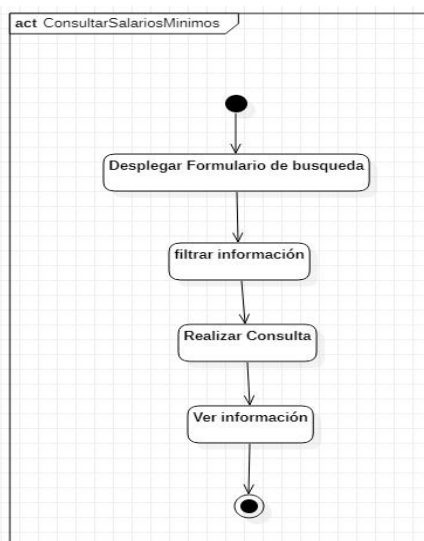 act ConsultarSalariosMinimos
Desplegar Formulario de busqueda
filtrar información
Realizar Consulta
Ver información